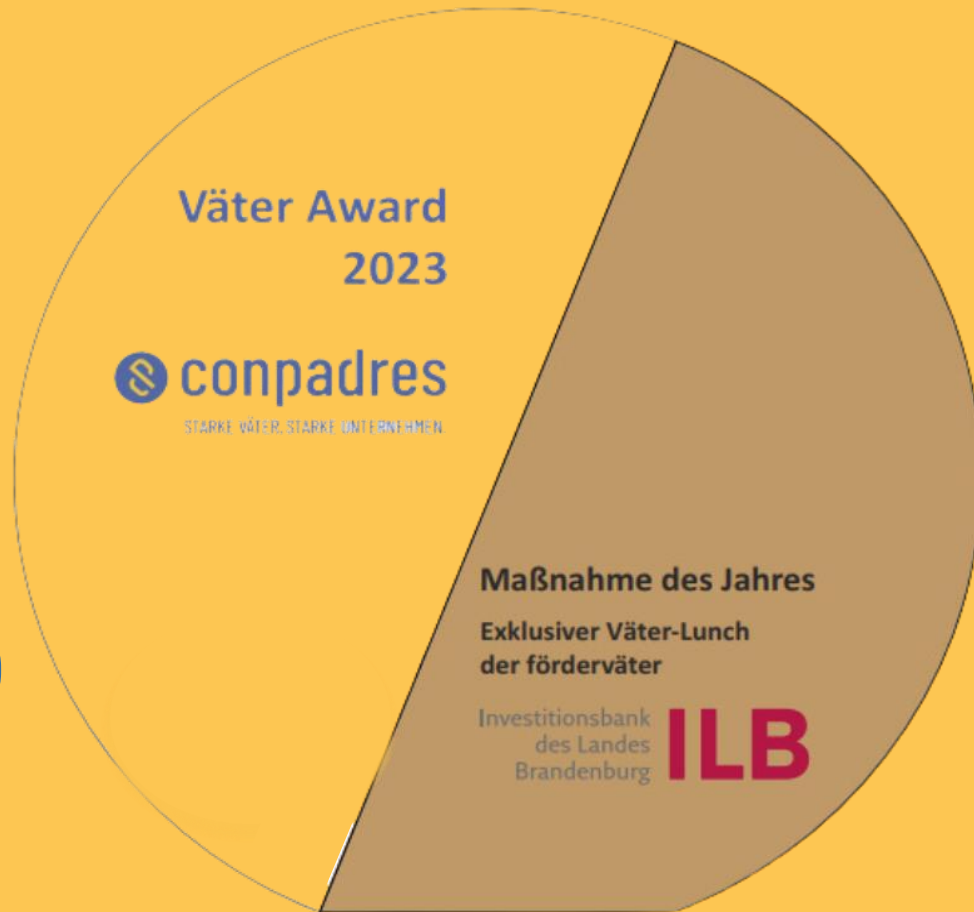 Väter Award
2023
conpadres
STARKE VÄTER. STARKE UNTERNEHMEN.
Maßnahme des Jahres
Exklusiver Väter-Lunch
der förderväter
Investitionsbank
des Landes
Brandenburg
ILB